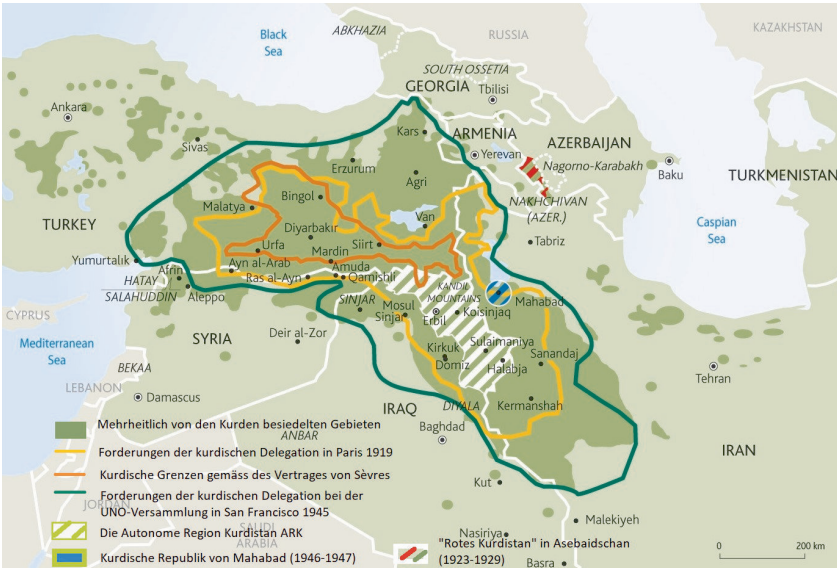 Black
Sea
ABKHAZIA
RUSSIA
KAZAKHSTAN
SOUTH OSSETIA
GEORGIA
Tbilisi
Ankara
Sivas
Kars
ARMENIA
Yerevan
AZERBAIJAN
Nagorno-Karabakh
Baku
TURKMENISTAN
Erzurum
Agri
NAKHCHIVAN
(AZER.)
Caspian
Sea
Malatya
Bingol
Van
TURKEY
Diyarbakir
Siirt
Tabriz
Urfa
Mardin
Yumurtalik
Ayn al-Arab
Amuda
Afrin
Ras al-Ayn
Qamishli
HATAY
SALAHUDDIN
Aleppo
KANDIL
MOUNTAINS
Mahabad
SINJAR
Mosul
Sinjar
Erbil
Koisinjaq
CYPRUS
SYRIA
Deir al-Zor
Kirkuk
Domiz
Sulaimaniya
Halabja
Sanandaj
Mediterranean
Sea
BEKAA
LEBANON
Damascus
Tehran
IRAQ
DIYALA
Kermanshah
Baghdad
ANBAR
IRAN
Kut
JORDAN
SAUDI
ARABIA
Malekiyeh
Nasiriya
Basra
Mehrheitlich von den Kurden besiedelten Gebieten
Forderungen der kurdischen Delegation in Paris 1919
Kurdische Grenzen gemäss des Vertrages von Sèvres
Forderungen der kurdischen Delegation bei der
UNO-Versammlung in San Francisco 1945
Die Autonome Region Kurdistan ARK
Kurdische Republik von Mahabad (1946-1947)
"Rotes Kurdistan" in Asebaidschan
(1923-1929)
0 200 km